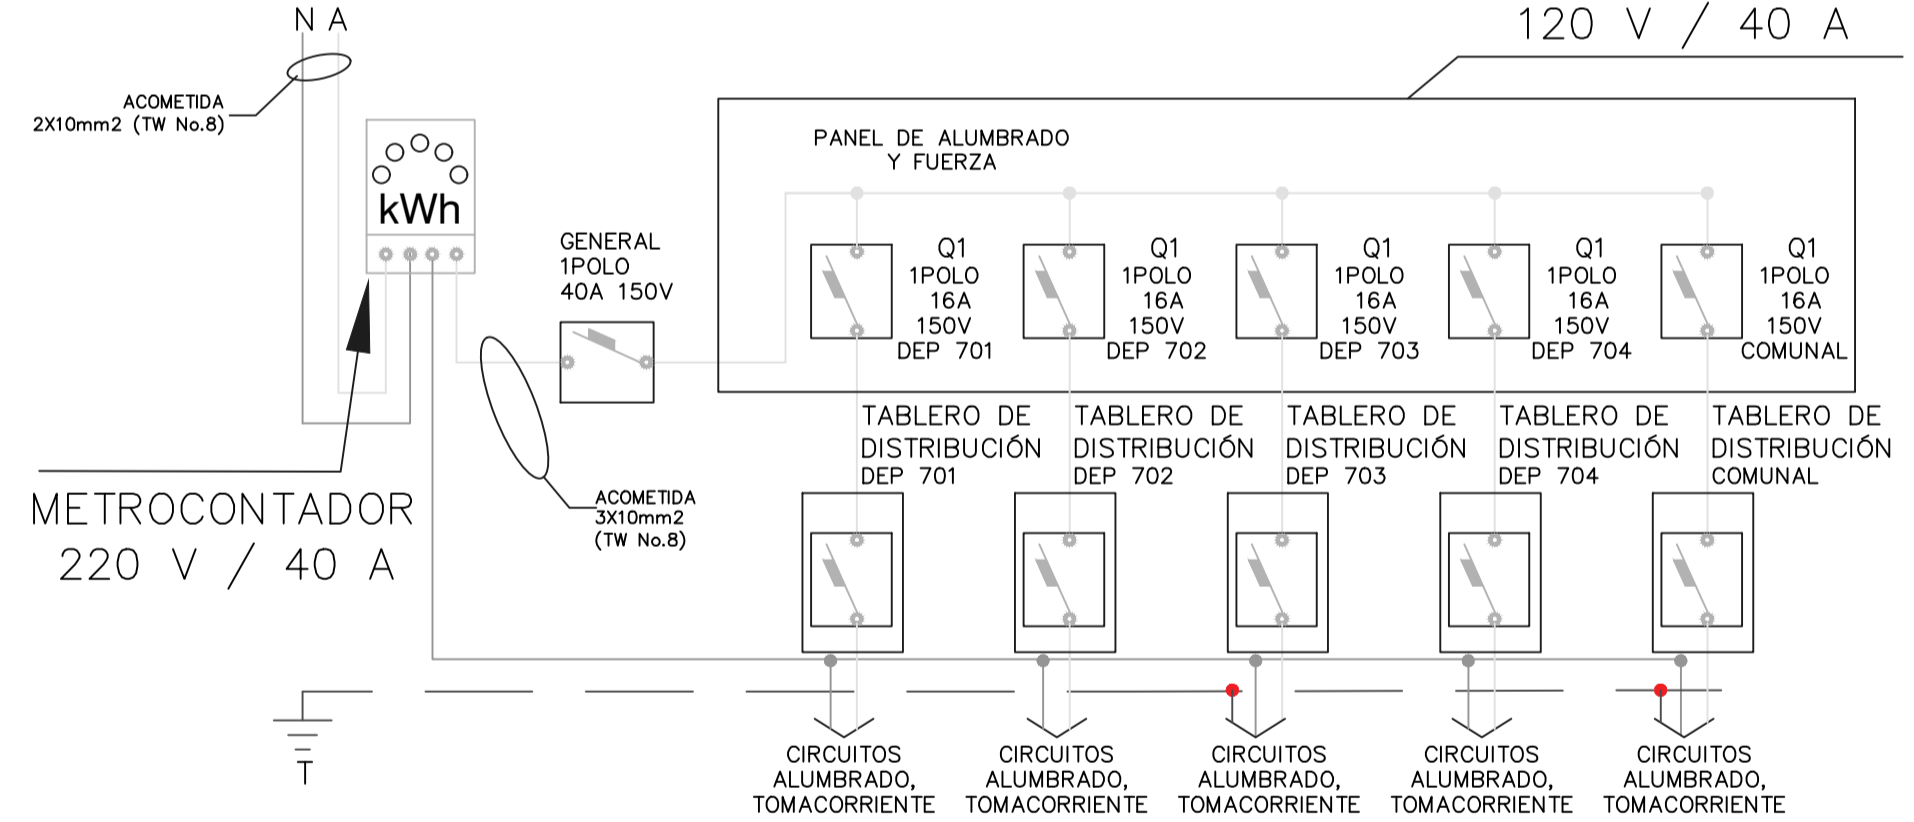 N A
120 V / 40 A
ACOMETIDA
2X10mm2 (TW No.8)
PANEL DE ALUMBRADO
Y FUERZA
kWh
GENERAL
1POLO
40A 150V
Q1
1POLO
16A
150V
DEP 701
Q1
1POLO
16A
150V
DEP 702
Q1
1POLO
16A
150V
DEP 703
Q1
1POLO
16A
150V
DEP 704
Q1
1POLO
16A
150V
COMUNAL
TABLERO DE
DISTRIBUCIÓN
DEP 701
TABLERO DE
DISTRIBUCIÓN
DEP 702
TABLERO DE
DISTRIBUCIÓN
DEP 703
TABLERO DE
DISTRIBUCIÓN
DEP 704
TABLERO DE
DISTRIBUCIÓN
COMUNAL
METROCONTADOR
220 V / 40 A
ACOMETIDA
3X10mm2
(TW No.8)
T
CIRCUITOS
ALUMBRADO,
TOMACORRIENTE
CIRCUITOS
ALUMBRADO,
TOMACORRIENTE
CIRCUITOS
ALUMBRADO,
TOMACORRIENTE
CIRCUITOS
ALUMBRADO,
TOMACORRIENTE
CIRCUITOS
ALUMBRADO,
TOMACORRIENTE